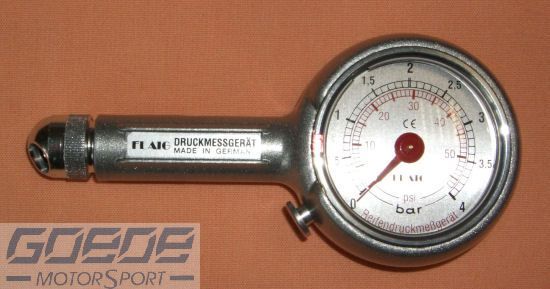 FLAIG DRUCKMESSGERÄT
MADE IN GERMANY
0 .5 1 1,5 2 2,5 3 3.5 4
10 20 30 40 50
CE
FLAIG
psi
bar
Reifendruckmeßgerät
GOEDE
MOTORSPORT